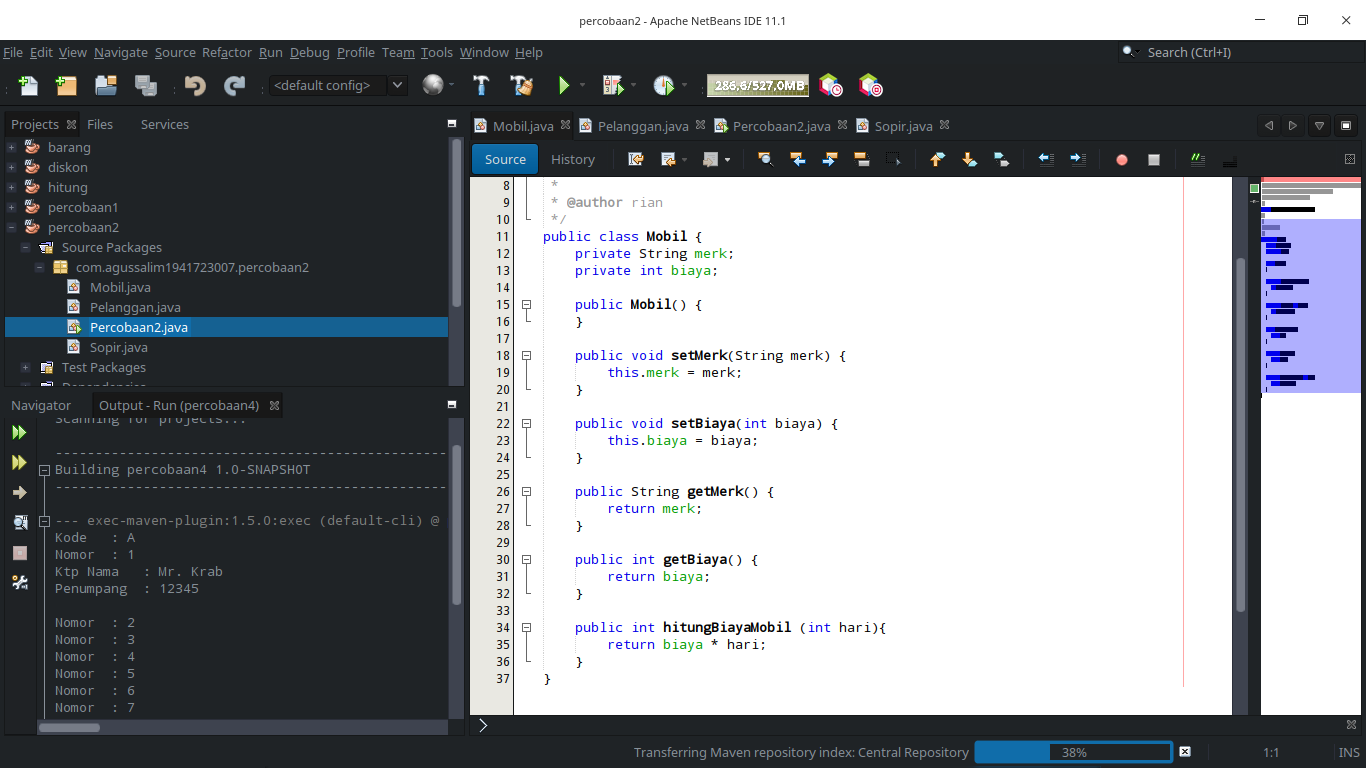 percobaan2 - Apache NetBeans IDE 11.1
File Edit View Navigate Source Refactor Run Debug Profile Team Tools Window Help
Search (Ctrl+I)
<default config>
286,6/527,0MB
Projects Files Services
barang
diskon
hitung
percobaan1
percobaan2
Source Packages
com.agussalim1941723007.percobaan2
Mobil.java
Pelanggan.java
Percobaan2.java
Sopir.java
Test Packages
Dependencies
Navigator Output - Run (percobaan4)
Scanning for projects...
------------------------------------------------
Building percobaan4 1.0-SNAPSHOT
------------------------------------------------
--- exec-maven-plugin:1.5.0:exec (default-cli) @
Kode   : A
Nomor  : 1
Ktp Nama   : Mr. Krab
Penumpang  : 12345
Nomor  : 2
Nomor  : 3
Nomor  : 4
Nomor  : 5
Nomor  : 6
Nomor  : 7
Mobil.java Pelanggan.java Percobaan2.java Sopir.java
Source History
8 *
9 * @author rian
10 */
11 public class Mobil {
12     private String merk;
13     private int biaya;
14
15     public Mobil() {
16     }
17
18     public void setMerk(String merk) {
19         this.merk = merk;
20     }
21
22     public void setBiaya(int biaya) {
23         this.biaya = biaya;
24     }
25
26     public String getMerk() {
27         return merk;
28     }
29
30     public int getBiaya() {
31         return biaya;
32     }
33
34     public int hitungBiayaMobil (int hari){
35         return biaya * hari;
36     }
37 }
Transferring Maven repository index: Central Repository 38% 1:1 INS